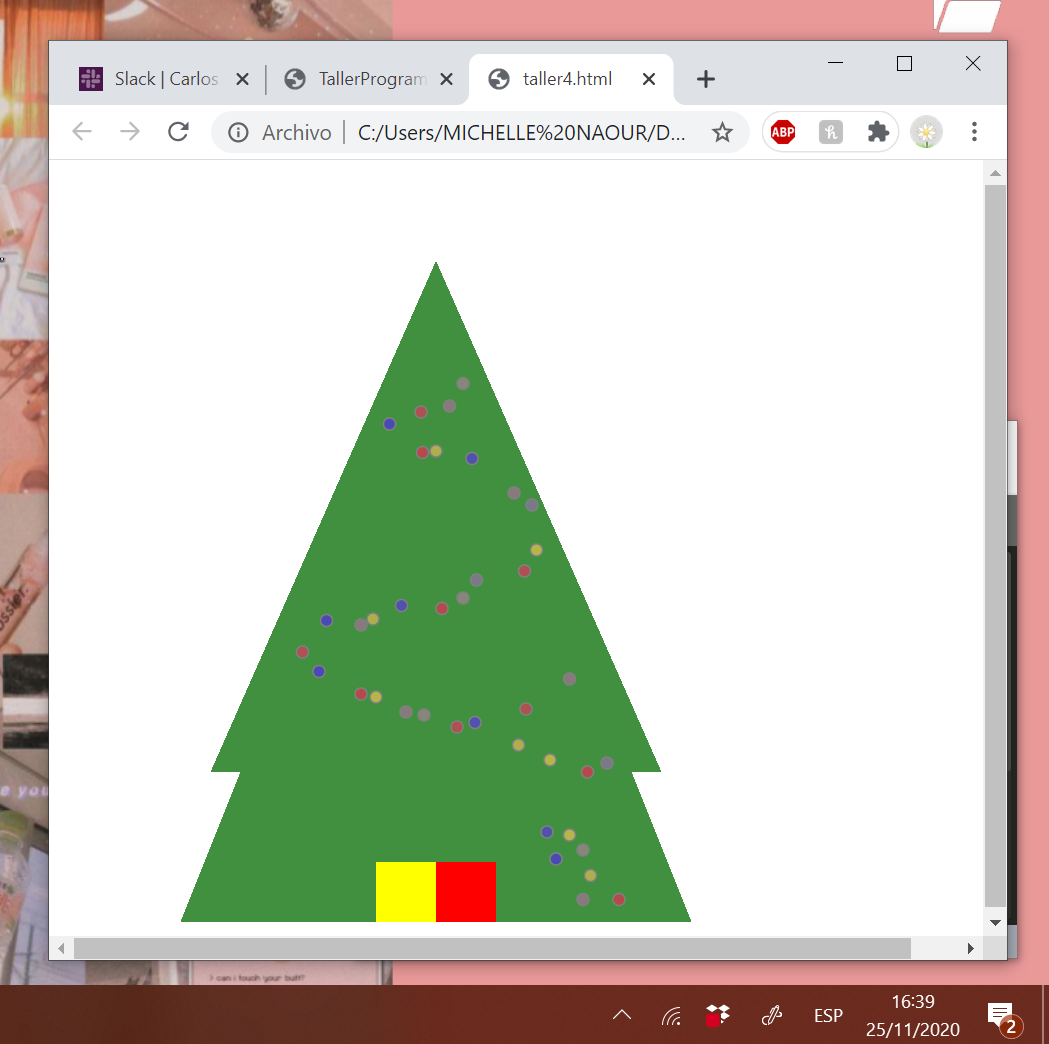 Slack | Carlos
TallerProgram
taller4.html
Archivo
C:/Users/MICHELLE%20NAOUR/D...
ABP
h
ossier.
e you
> can i touch your butt?
ESP
16:39
25/11/2020
2